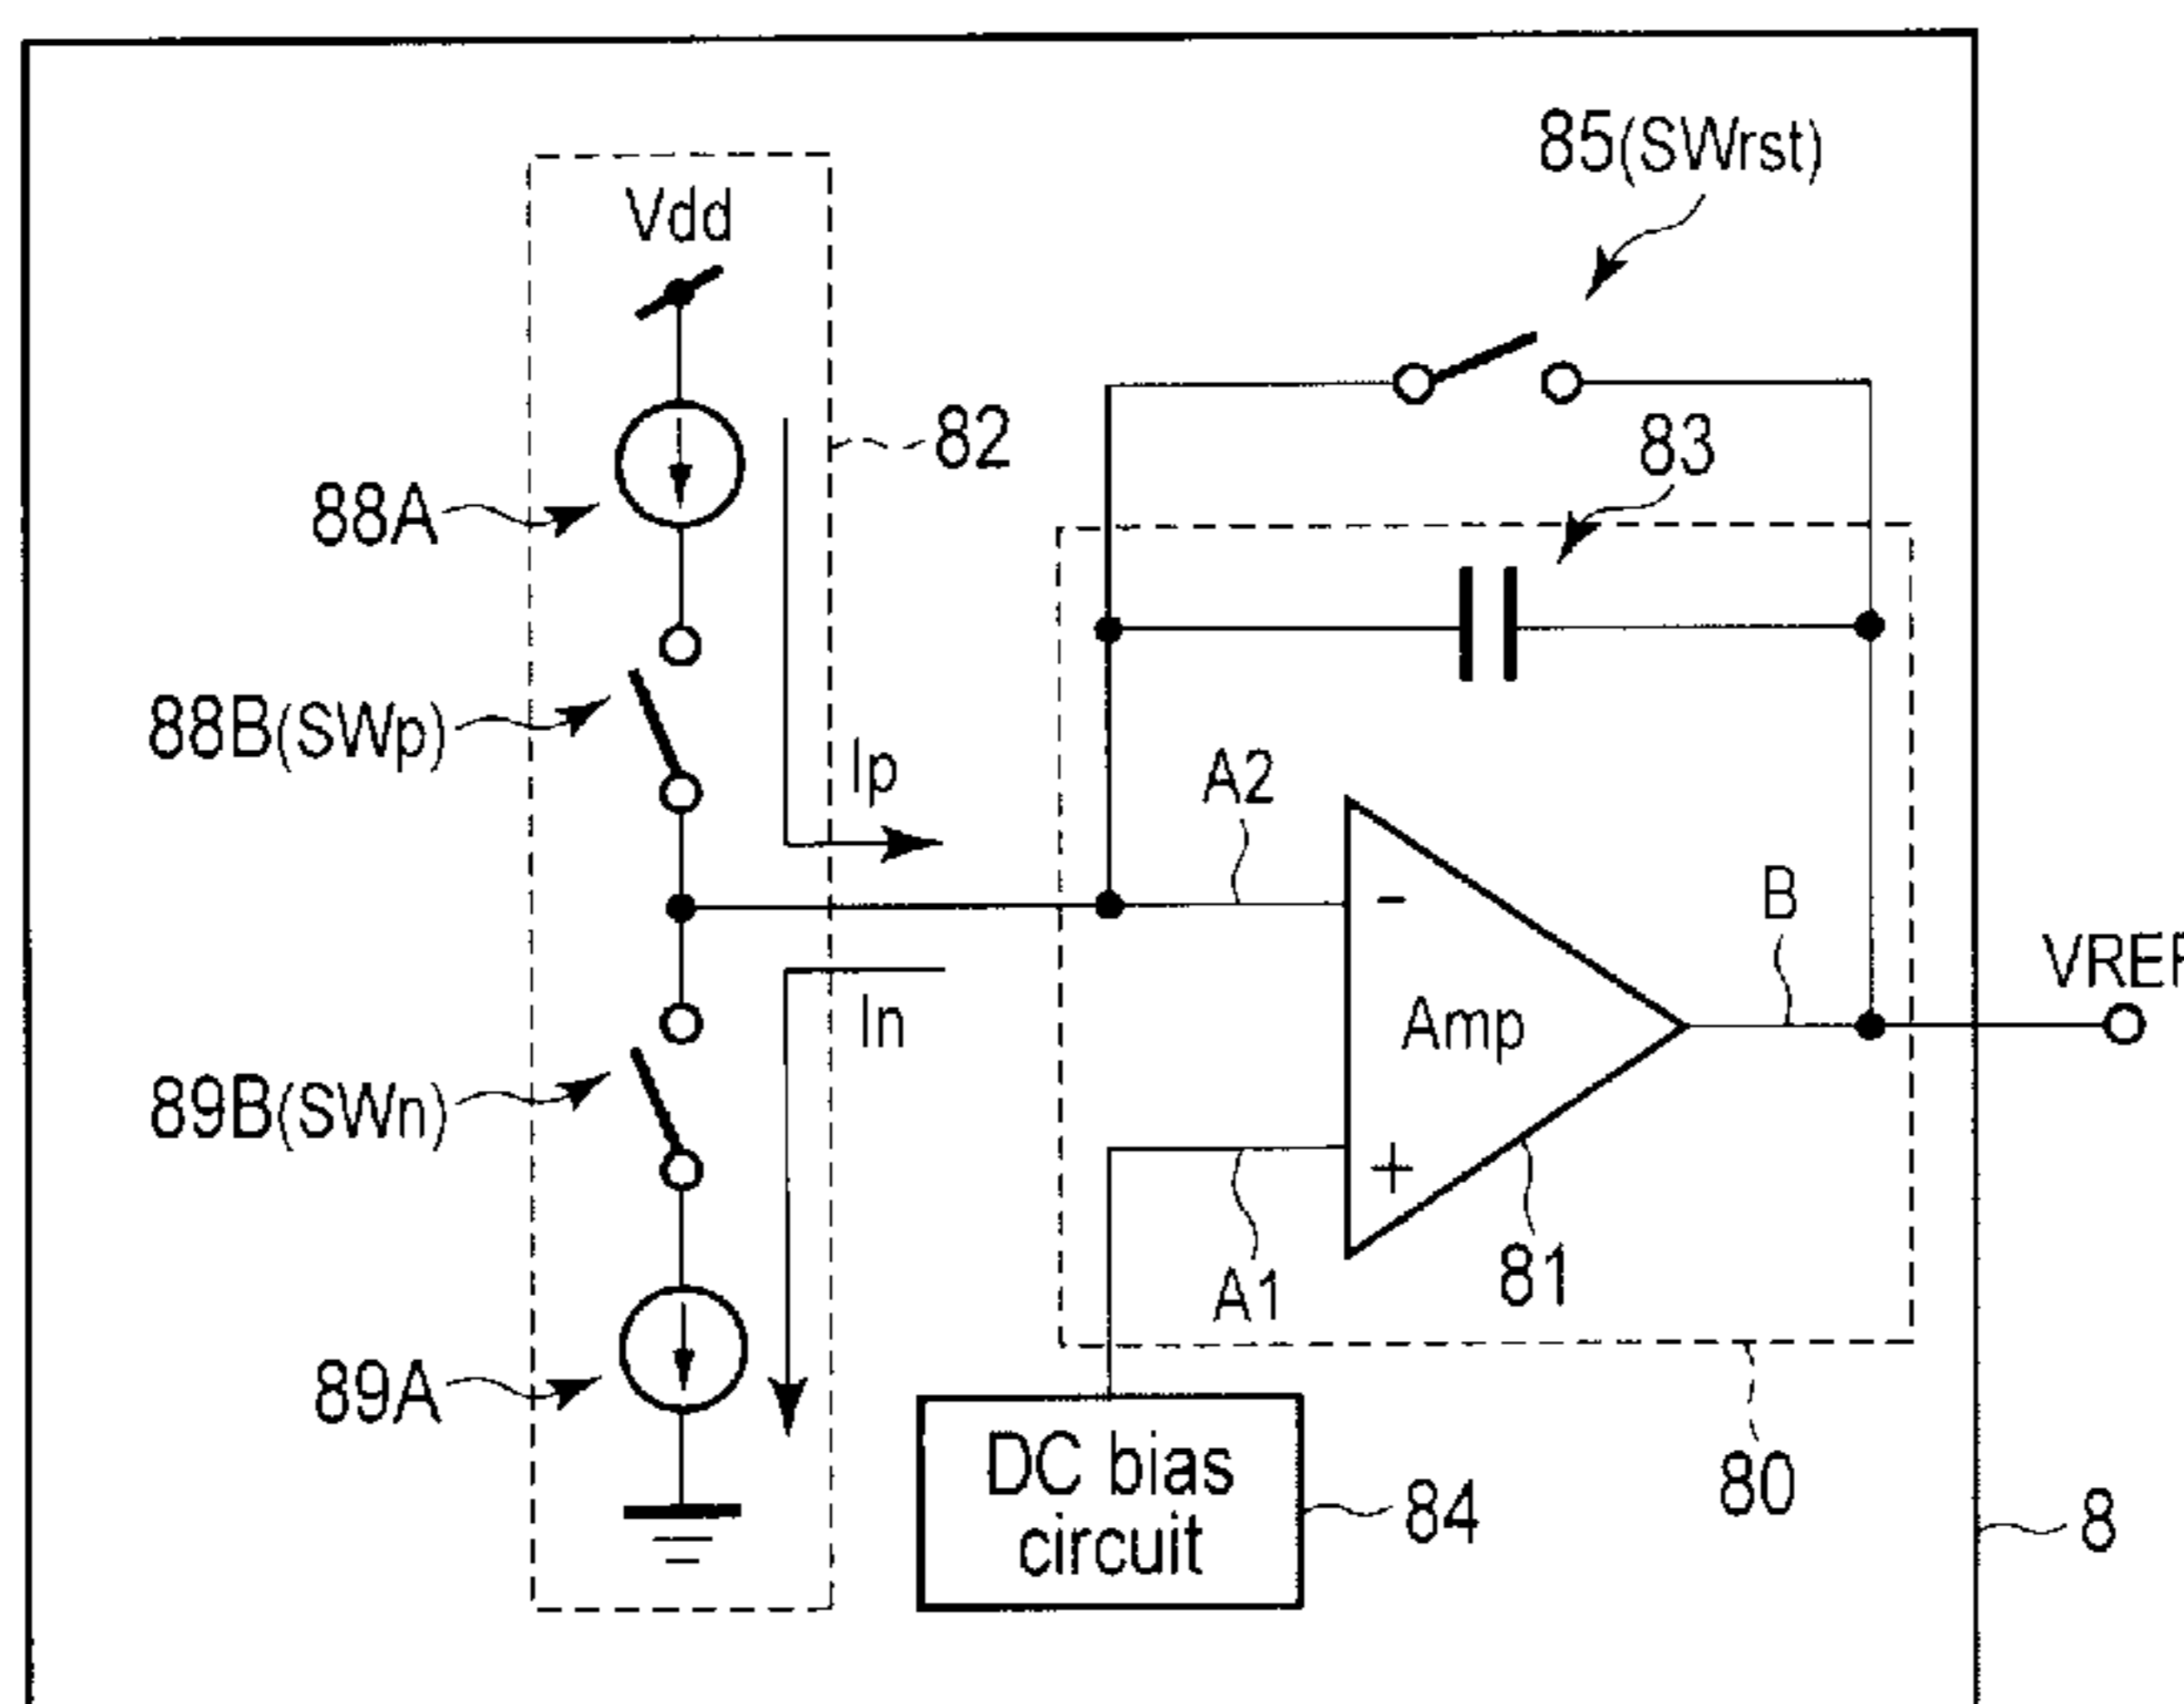 85(SWrst)
Vdd
82
83
88A
88B(SWp)
Ip
A2
-
B
VREF
In
Amp
89B(SWn)
+
81
A1
89A
DC bias
circuit
84
80
8